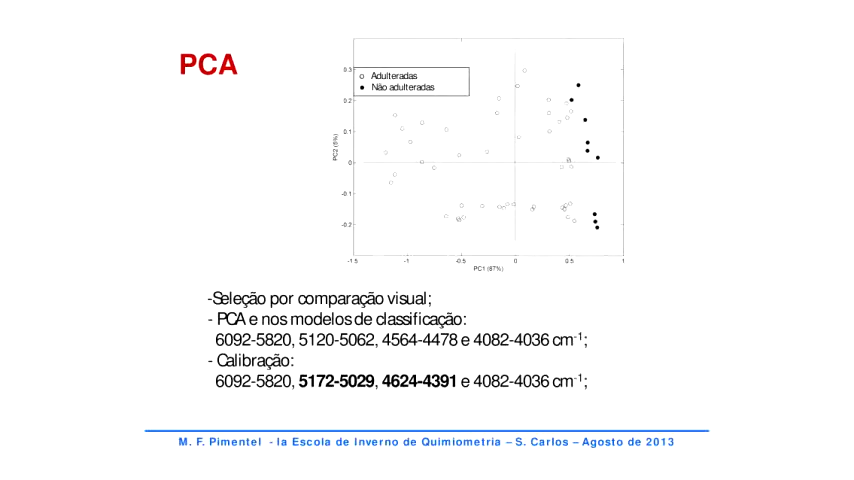 PCA
Adulteradas
Não adulteradas
0.3
0.2
0.1
0
-0.1
-0.2
PC2 (5%)
-1.5 -1 -0.5 0 0.5 1
PC1 (87%)
-Seleção por comparação visual;
- PCA e nos modelos de classificação:
6092-5820, 5120-5062, 4564-4478 e 4082-4036 cm-1;
- Calibração:
6092-5820, 5172-5029, 4624-4391 e 4082-4036 cm-1;
M. F. Pimentel - Ia Escola de Inverno de Quimiometria – S. Carlos – Agosto de 2013